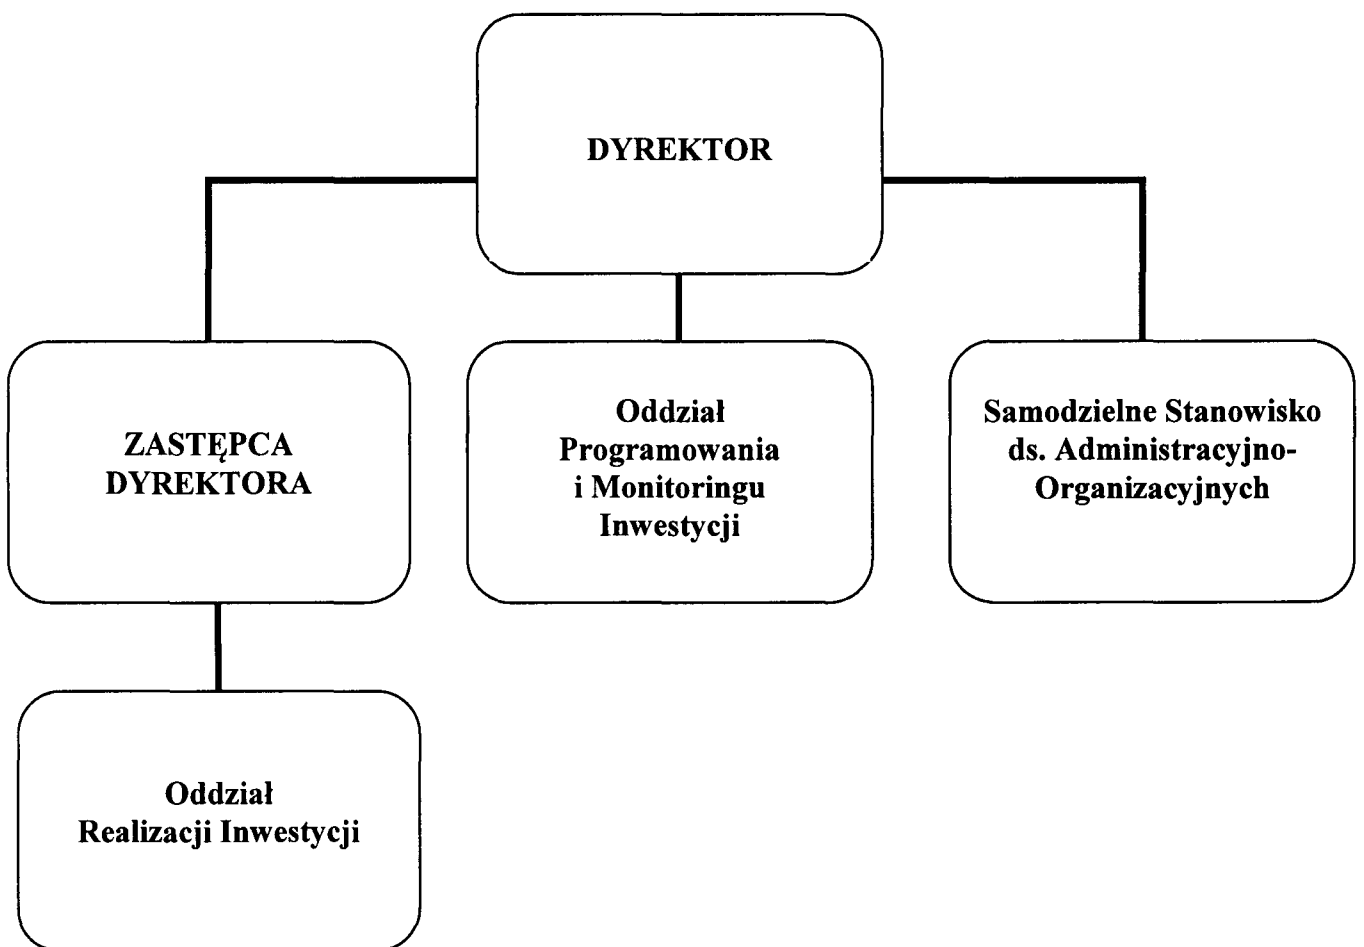 DYREKTOR
ZASTĘPCA
DYREKTORA
Oddział
Programowania
i Monitoringu
Inwestycji
Samodzielne Stanowisko
ds. Administracyjno-
Organizacyjnych
Oddział
Realizacji Inwestycji